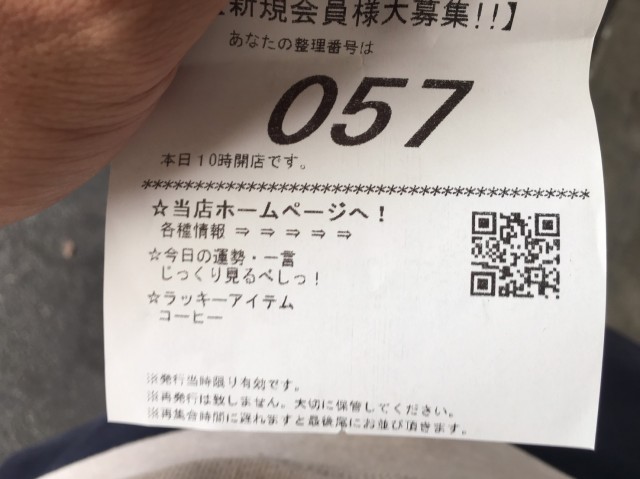 新規会員様大募集!!】
あなたの整理番号は
057
本日10時開店です。
****************************************
☆当店ホームページへ!
各種情報 ⇒ ⇒ ⇒ ⇒ ⇒
☆今日の運勢・一言
じっくり見るべしっ!
☆ラッキーアイテム
コーヒー
※発行当時限り有効です。
※再発行は致しません。大切に保管してください。
※再集合時間に遅れますと最後尾にお並び頂きます。